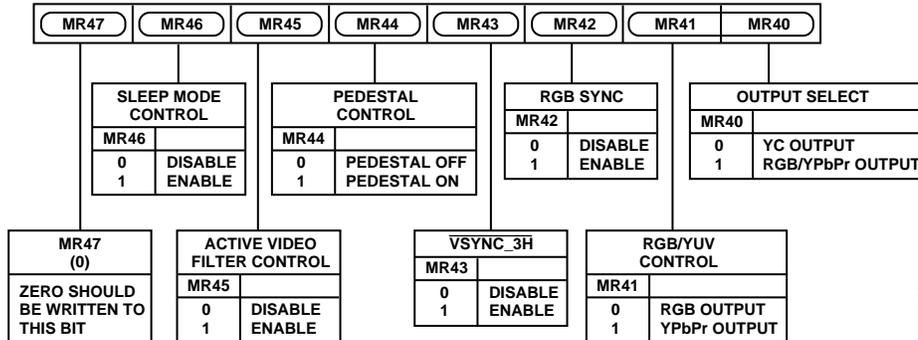 MR47 MR46 MR45 MR44 MR43 MR42 MR41 MR40
SLEEP MODE
CONTROL
MR46
0 DISABLE
1 ENABLE
PEDESTAL
CONTROL
MR44
0 PEDESTAL OFF
1 PEDESTAL ON
RGB SYNC
MR42
0 DISABLE
1 ENABLE
OUTPUT SELECT
MR40
0 YC OUTPUT
1 RGB/YPbPr OUTPUT
MR47
(0)
ZERO SHOULD
BE WRITTEN TO
THIS BIT
ACTIVE VIDEO
FILTER CONTROL
MR45
0 DISABLE
1 ENABLE
VSYNC_3H
MR43
0 DISABLE
1 ENABLE
RGB/YUV
CONTROL
MR41
0 RGB OUTPUT
1 YPbPr OUTPUT